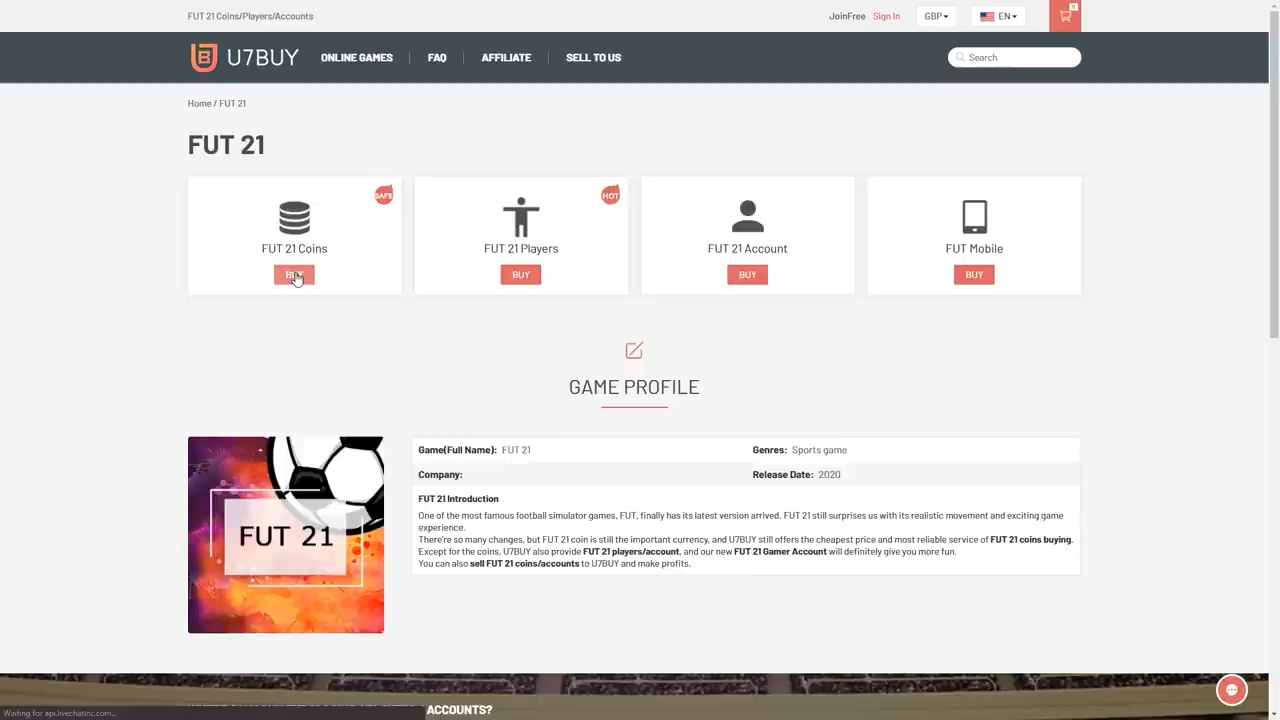 FUT 21 Coins/Players/Accounts
JoinFree Sign In GBP EN 0
U7BUY ONLINE GAMES FAQ AFFILIATE SELL TO US Search
Home / FUT 21
FUT 21
SAFE
HOT
FUT 21 Coins FUT 21 Players FUT 21 Account FUT Mobile
BUY BUY BUY BUY
GAME PROFILE
FUT 21
Game(Full Name): FUT 21 Genres: Sports game
Company: Release Date: 2020
FUT 21 Introduction
One of the most famous football simulator games, FUT, finally has its latest version arrived. FUT 21 still surprises us with its realistic movement and exciting game
experience.
There're so many changes, but FUT 21 coin is still the important currency, and U7BUY still offers the cheapest price and most reliable service of FUT 21 coins buying.
Except for the coins, U7BUY also provide FUT 21 players/account, and our new FUT 21 Gamer Account will definitely give you more fun.
You can also sell FUT 21 coins/accounts to U7BUY and make profits.
ACCOUNTS?
Waiting for api.livechatinc.com...